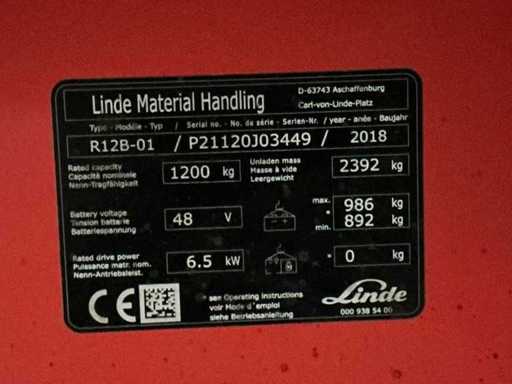 Linde Material Handling
D-63743 Aschaffenburg
Carl-von-Linde-Platz
Type - Modèle - Typ / Serial no. - No. de série - Serien-Nr. / year - année - Baujahr
R12B-01 / P21120J03449 / 2018
Rated capacity
Capacité nominale
Nenn-Tragfähigkeit
1200 kg
Unladen mass
Masse à vide
Leergewicht
2392 kg
Battery voltage
Tension batterie
Batteriespannung
48 V
max. 986 kg
*
min. 892 kg
Rated drive power
Puissance matr. nom.
Nenn-Antriebsleist.
6.5 kW
* 0 kg
CE
* see Operating instructions
voir Mode d'emploi
siehe Betriebsanleitung
Linde
000 938 54 00